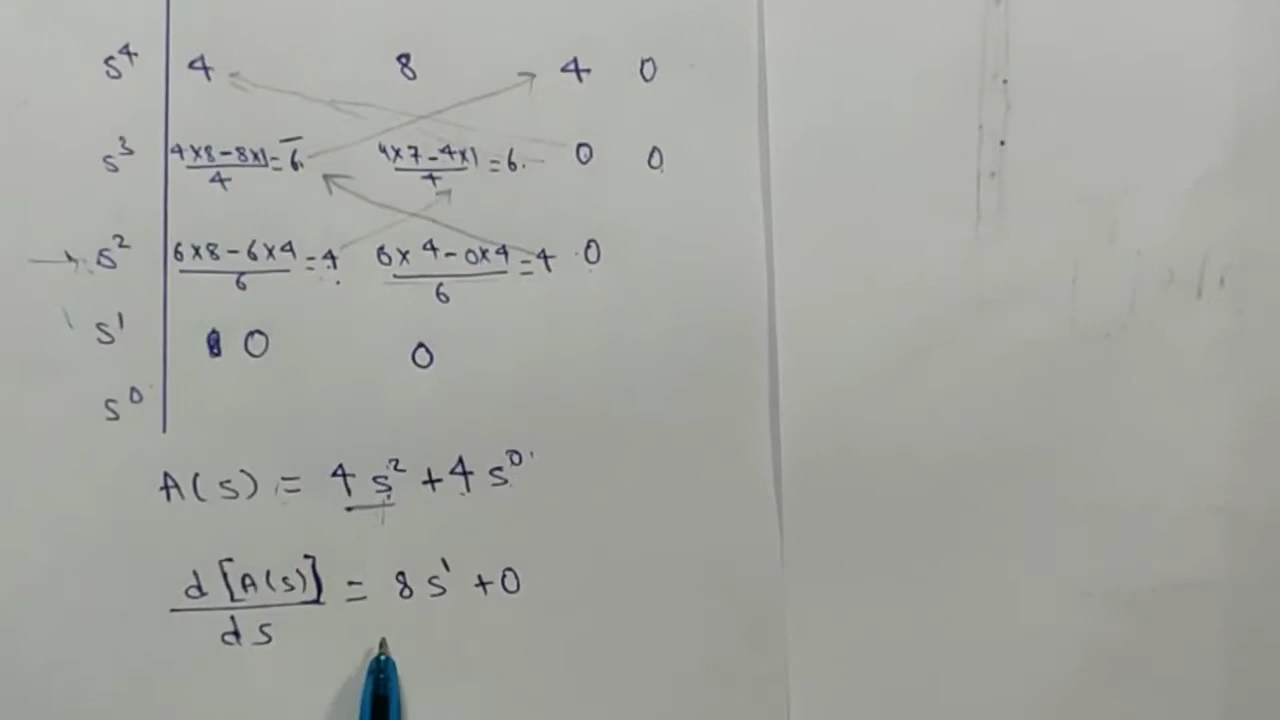 s⁴ 4 8 4 0
s³ (4×8-8×1)/4 = 6. (4×7-4×1)/4 = 6. 0 0
s² (6×8-6×4)/6 = 4 (6×4-0×4)/6 = 4 0
s¹ 0 0
s⁰
A(s) = 4s²+4s⁰
d[A(s)]/ds = 8s¹+0